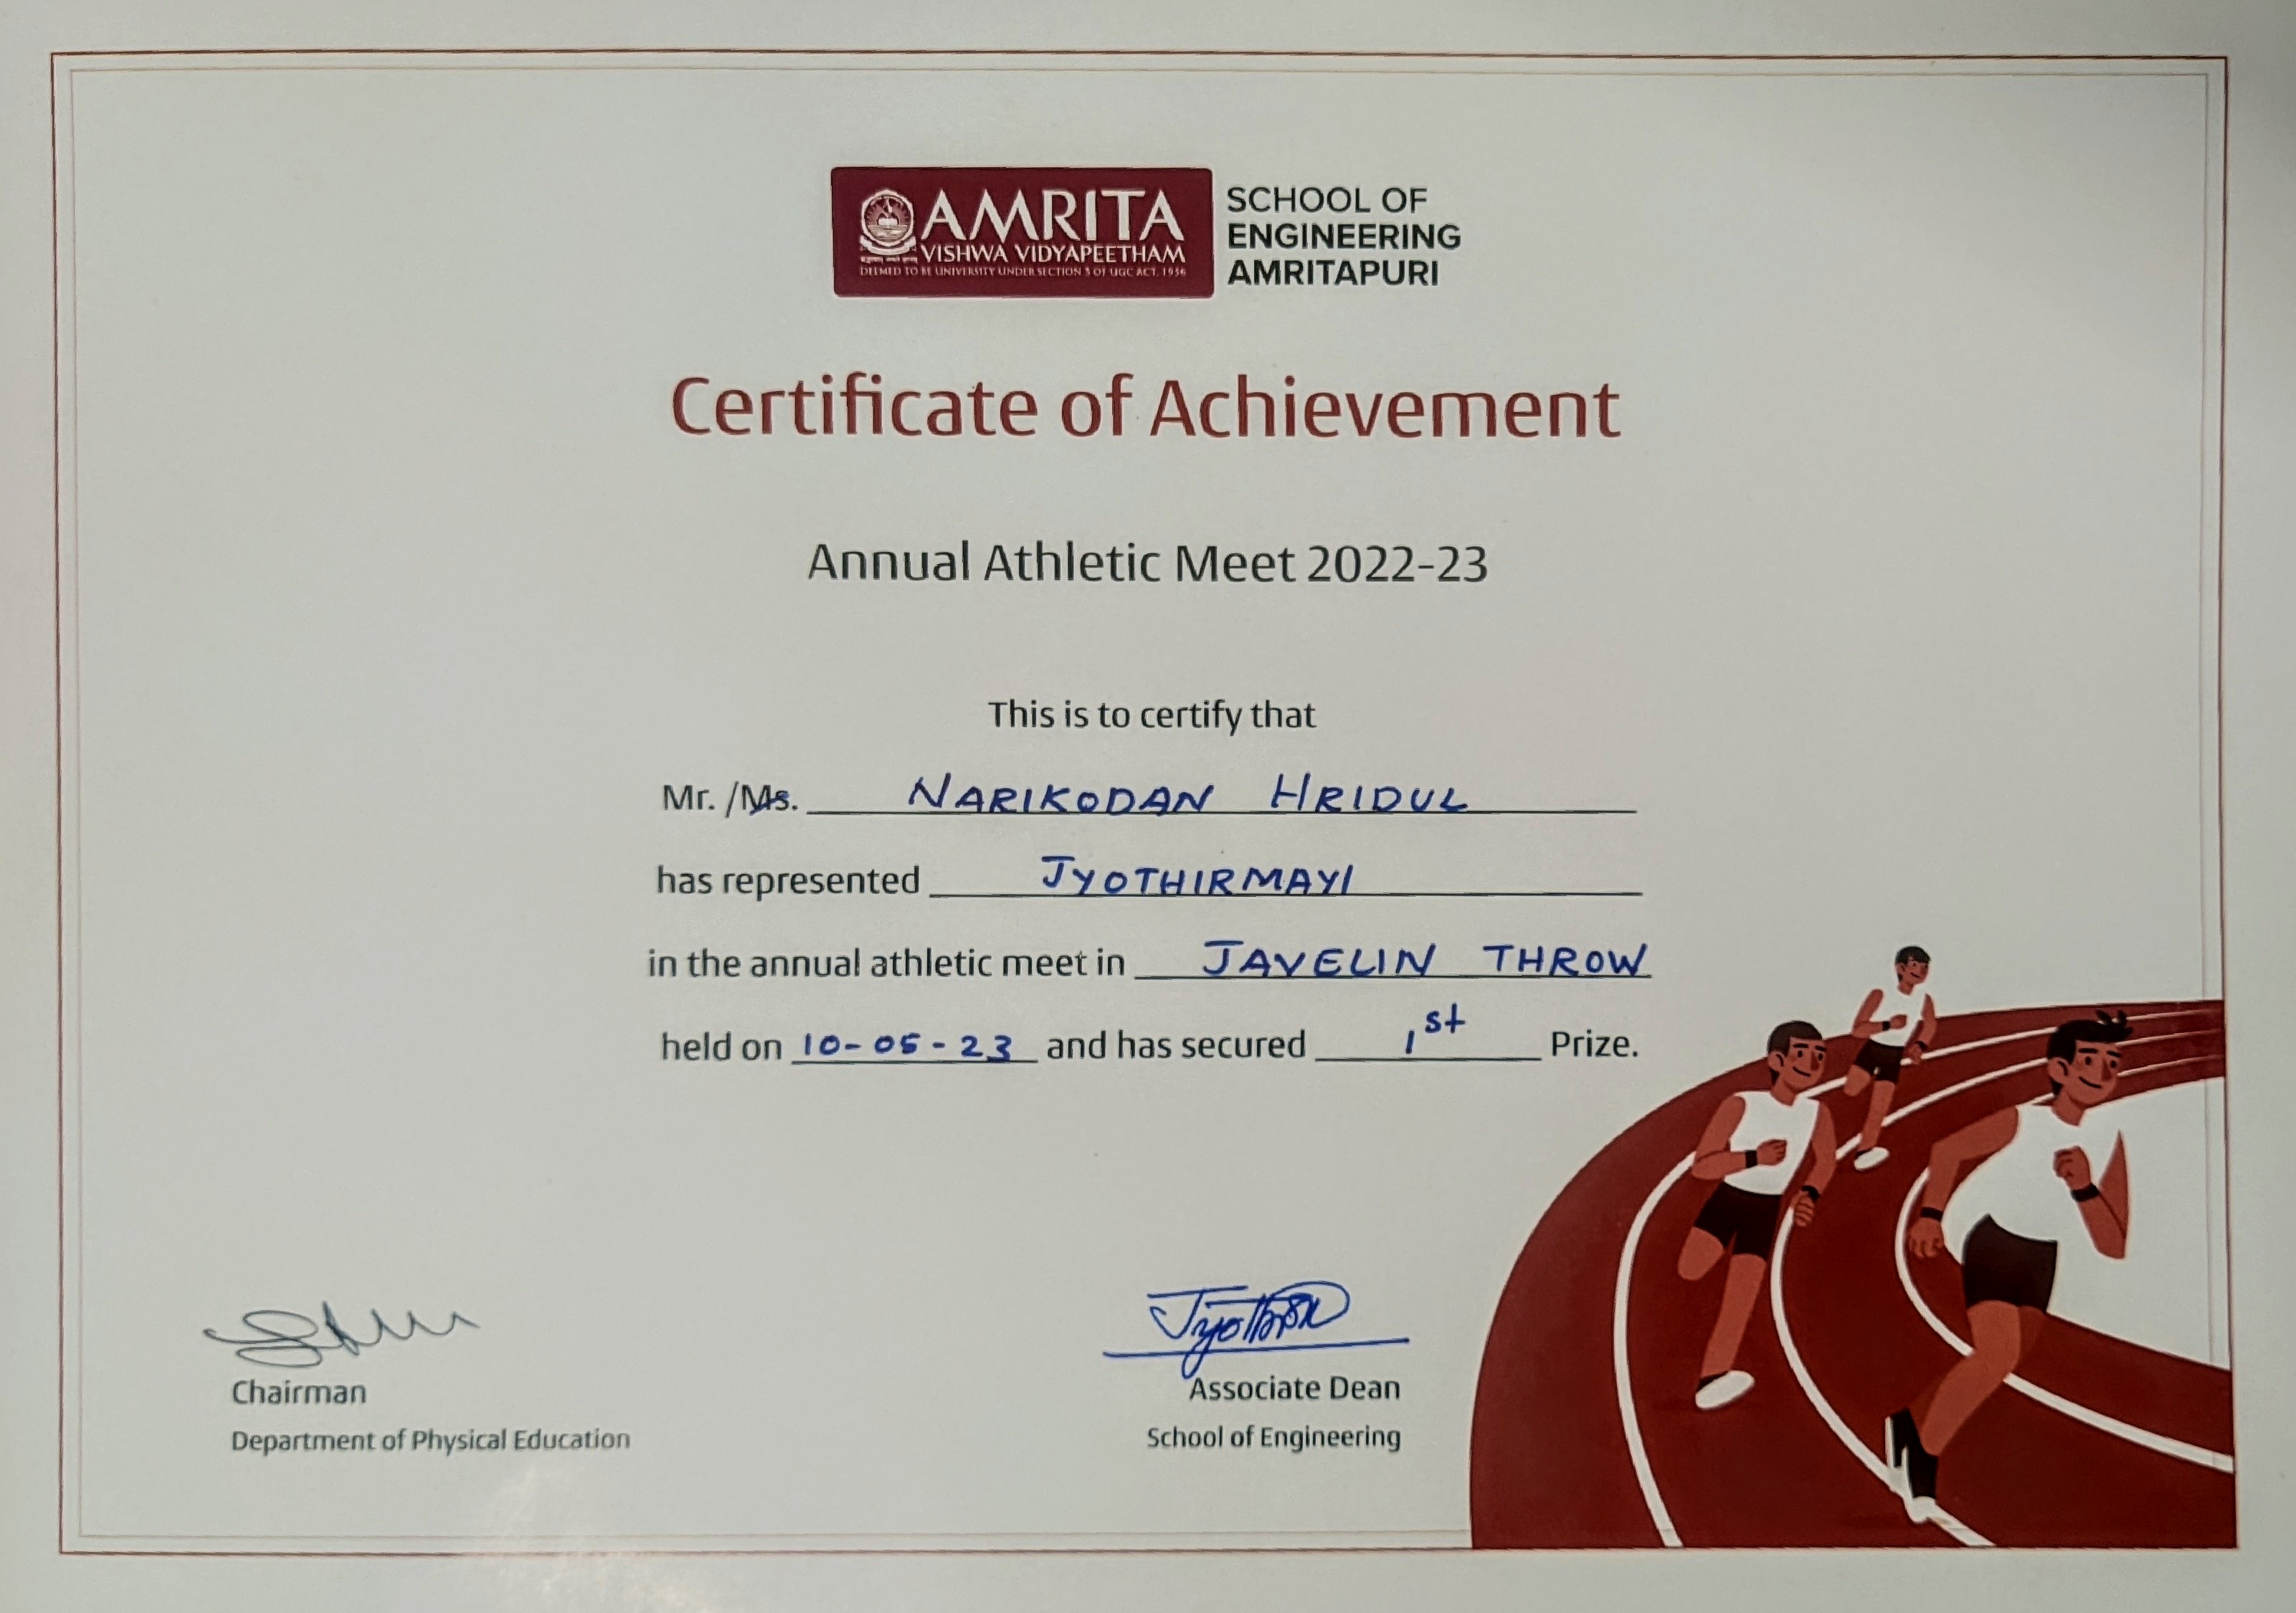 AMRITA
VISHWA VIDYAPEETHAM
DEEMED TO BE UNIVERSITY UNDER SECTION 3 OF UGC ACT. 1956
SCHOOL OF
ENGINEERING
AMRITAPURI
Certificate of Achievement
Annual Athletic Meet 2022-23
This is to certify that
Mr. /Ms. NARIKODAN HRIDUL
has represented JYOTHIRMAYI
in the annual athletic meet in JAVELIN THROW
held on 10-05-23 and has secured 1st Prize.
Chairman
Department of Physical Education
Associate Dean
School of Engineering